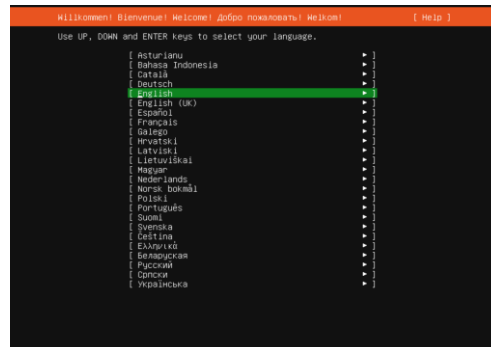 Willkommen! Bienvenue! Welcome! Добро пожаловать! Welkom! [ Help ]
Use UP, DOWN and ENTER keys to select your language.
[ Asturianu ▸ ]
[ Bahasa Indonesia ▸ ]
[ Català ▸ ]
[ Deutsch ▸ ]
[ English ▸ ]
[ English (UK) ▸ ]
[ Español ▸ ]
[ Français ▸ ]
[ Galego ▸ ]
[ Hrvatski ▸ ]
[ Latviski ▸ ]
[ Lietuviškai ▸ ]
[ Magyar ▸ ]
[ Nederlands ▸ ]
[ Norsk bokmål ▸ ]
[ Polski ▸ ]
[ Português ▸ ]
[ Suomi ▸ ]
[ Svenska ▸ ]
[ Čeština ▸ ]
[ Ελληνικά ▸ ]
[ Беларуская ▸ ]
[ Русский ▸ ]
[ Српски ▸ ]
[ Українська ▸ ]